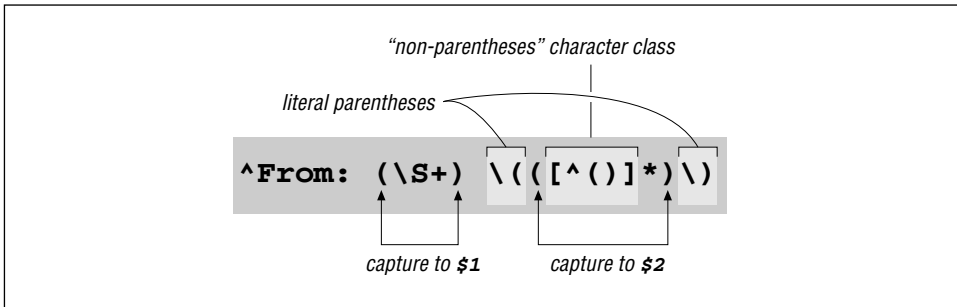 “non-parentheses” character class
literal parentheses
^From: (\S+) \(([^()]*)\)
capture to $1 capture to $2